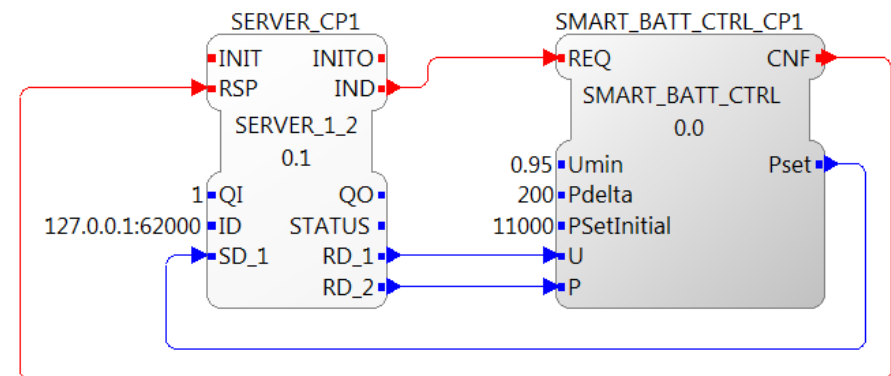 SERVER_CP1
INIT INITO
RSP IND
SERVER_1_2
0.1
1 QI QO
127.0.0.1:62000 ID STATUS
SD_1 RD_1
RD_2
SMART_BATT_CTRL_CP1
REQ CNF
SMART_BATT_CTRL
0.0
0.95 Umin Pset
200 Pdelta
11000 PSetInitial
U
P